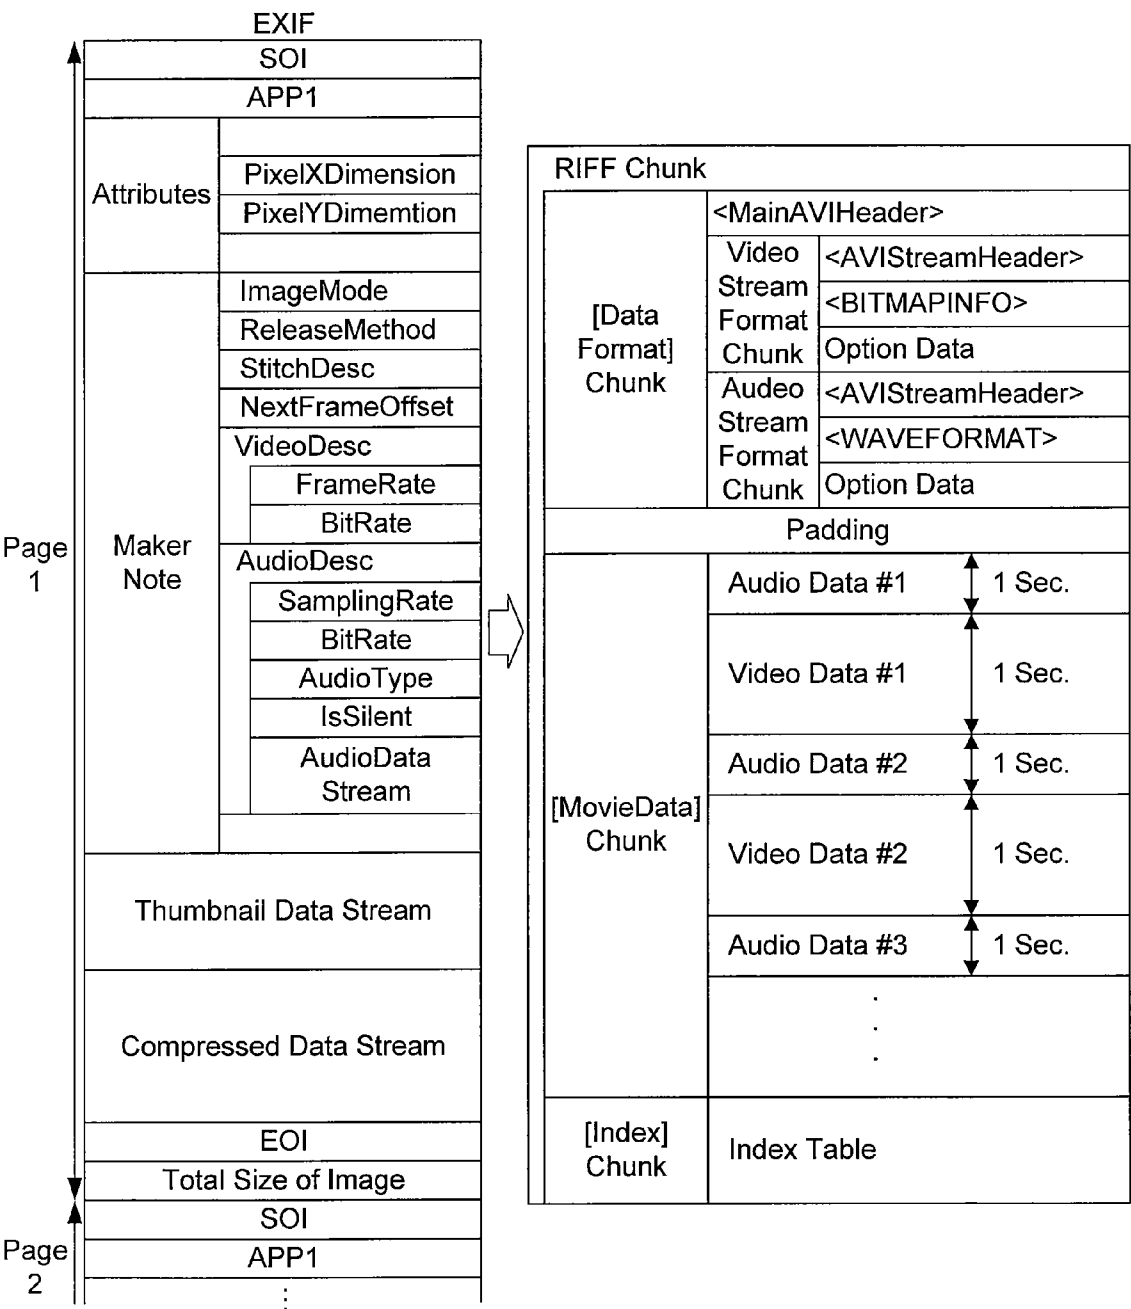 EXIF
SOI
APP1
Attributes
PixelXDimension
PixelYDimemtion
Maker
Note
ImageMode
ReleaseMethod
StitchDesc
NextFrameOffset
VideoDesc
FrameRate
BitRate
AudioDesc
SamplingRate
BitRate
AudioType
IsSilent
AudioData
Stream
Thumbnail Data Stream
Compressed Data Stream
EOI
Total Size of Image
SOI
APP1
Page
1
Page
2
RIFF Chunk
[Data
Format]
Chunk
<MainAVIHeader>
Video
Stream
Format
Chunk
<AVIStreamHeader>
<BITMAPINFO>
Option Data
Audeo
Stream
Format
Chunk
<AVIStreamHeader>
<WAVEFORMAT>
Option Data
Padding
[MovieData]
Chunk
Audio Data #1
1 Sec.
Video Data #1
1 Sec.
Audio Data #2
1 Sec.
Video Data #2
1 Sec.
Audio Data #3
1 Sec.
[Index]
Chunk
Index Table